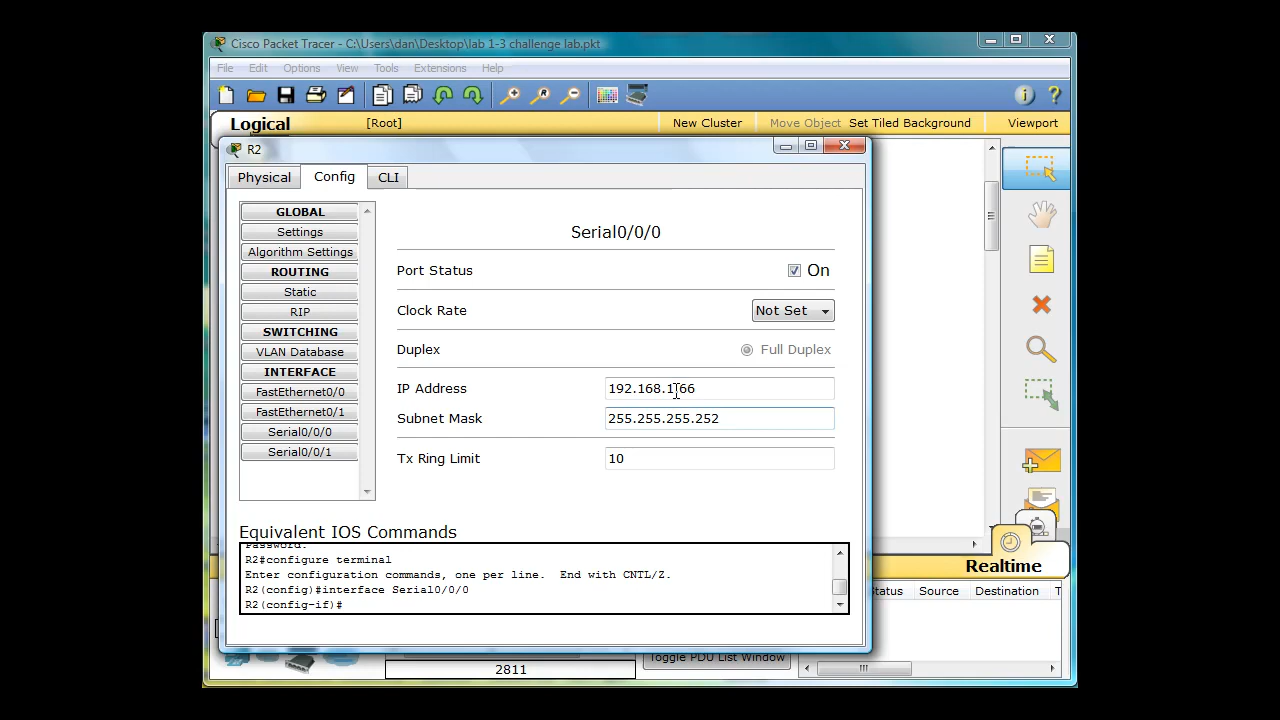 Cisco Packet Tracer - C:\Users\dan\Desktop\lab 1-3 challenge lab.pkt
File Edit Options View Tools Extensions Help
Logical [Root] New Cluster Move Object Set Tiled Background Viewport
R2
Physical Config CLI
GLOBAL
Settings
Algorithm Settings
ROUTING
Static
RIP
SWITCHING
VLAN Database
INTERFACE
FastEthernet0/0
FastEthernet0/1
Serial0/0/0
Serial0/0/1
Serial0/0/0
Port Status On
Clock Rate Not Set
Duplex Full Duplex
IP Address
Subnet Mask 255.255.255.252
Tx Ring Limit 10
Equivalent IOS Commands
Password:
R2#configure terminal
Enter configuration commands, one per line. End with CNTL/Z.
R2(config)#interface Serial0/0/0
R2(config-if)#
Realtime
Source Destination
2811
Toggle PDU List Window